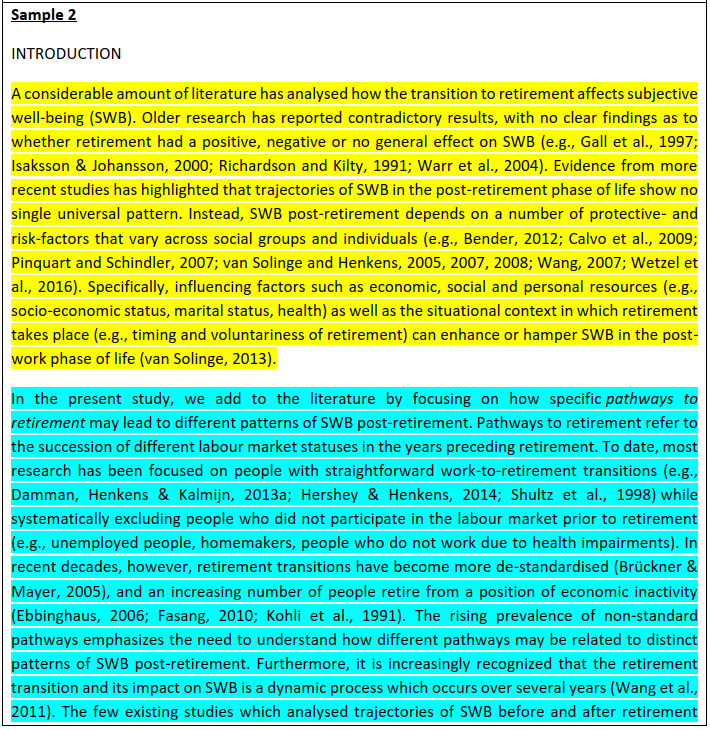 Sample 2
INTRODUCTION
A considerable amount of literature has analysed how the transition to retirement affects subjective
well-being (SWB). Older research has reported contradictory results, with no clear findings as to
whether retirement had a positive, negative or no general effect on SWB (e.g., Gall et al., 1997;
Isaksson & Johansson, 2000; Richardson and Kilty, 1991; Warr et al., 2004). Evidence from more
recent studies has highlighted that trajectories of SWB in the post-retirement phase of life show no
single universal pattern. Instead, SWB post-retirement depends on a number of protective- and
risk-factors that vary across social groups and individuals (e.g., Bender, 2012; Calvo et al., 2009;
Pinquart and Schindler, 2007; van Solinge and Henkens, 2005, 2007, 2008; Wang, 2007; Wetzel et
al., 2016). Specifically, influencing factors such as economic, social and personal resources (e.g.,
socio-economic status, marital status, health) as well as the situational context in which retirement
takes place (e.g., timing and voluntariness of retirement) can enhance or hamper SWB in the post-
work phase of life (van Solinge, 2013).
In the present study, we add to the literature by focusing on how specific pathways to
retirement may lead to different patterns of SWB post-retirement. Pathways to retirement refer to
the succession of different labour market statuses in the years preceding retirement. To date, most
research has been focused on people with straightforward work-to-retirement transitions (e.g.,
Damman, Henkens & Kalmijn, 2013a; Hershey & Henkens, 2014; Shultz et al., 1998) while
systematically excluding people who did not participate in the labour market prior to retirement
(e.g., unemployed people, homemakers, people who do not work due to health impairments). In
recent decades, however, retirement transitions have become more de-standardised (Brückner &
Mayer, 2005), and an increasing number of people retire from a position of economic inactivity
(Ebbinghaus, 2006; Fasang, 2010; Kohli et al., 1991). The rising prevalence of non-standard
pathways emphasizes the need to understand how different pathways may be related to distinct
patterns of SWB post-retirement. Furthermore, it is increasingly recognized that the retirement
transition and its impact on SWB is a dynamic process which occurs over several years (Wang et al.,
2011). The few existing studies which analysed trajectories of SWB before and after retirement